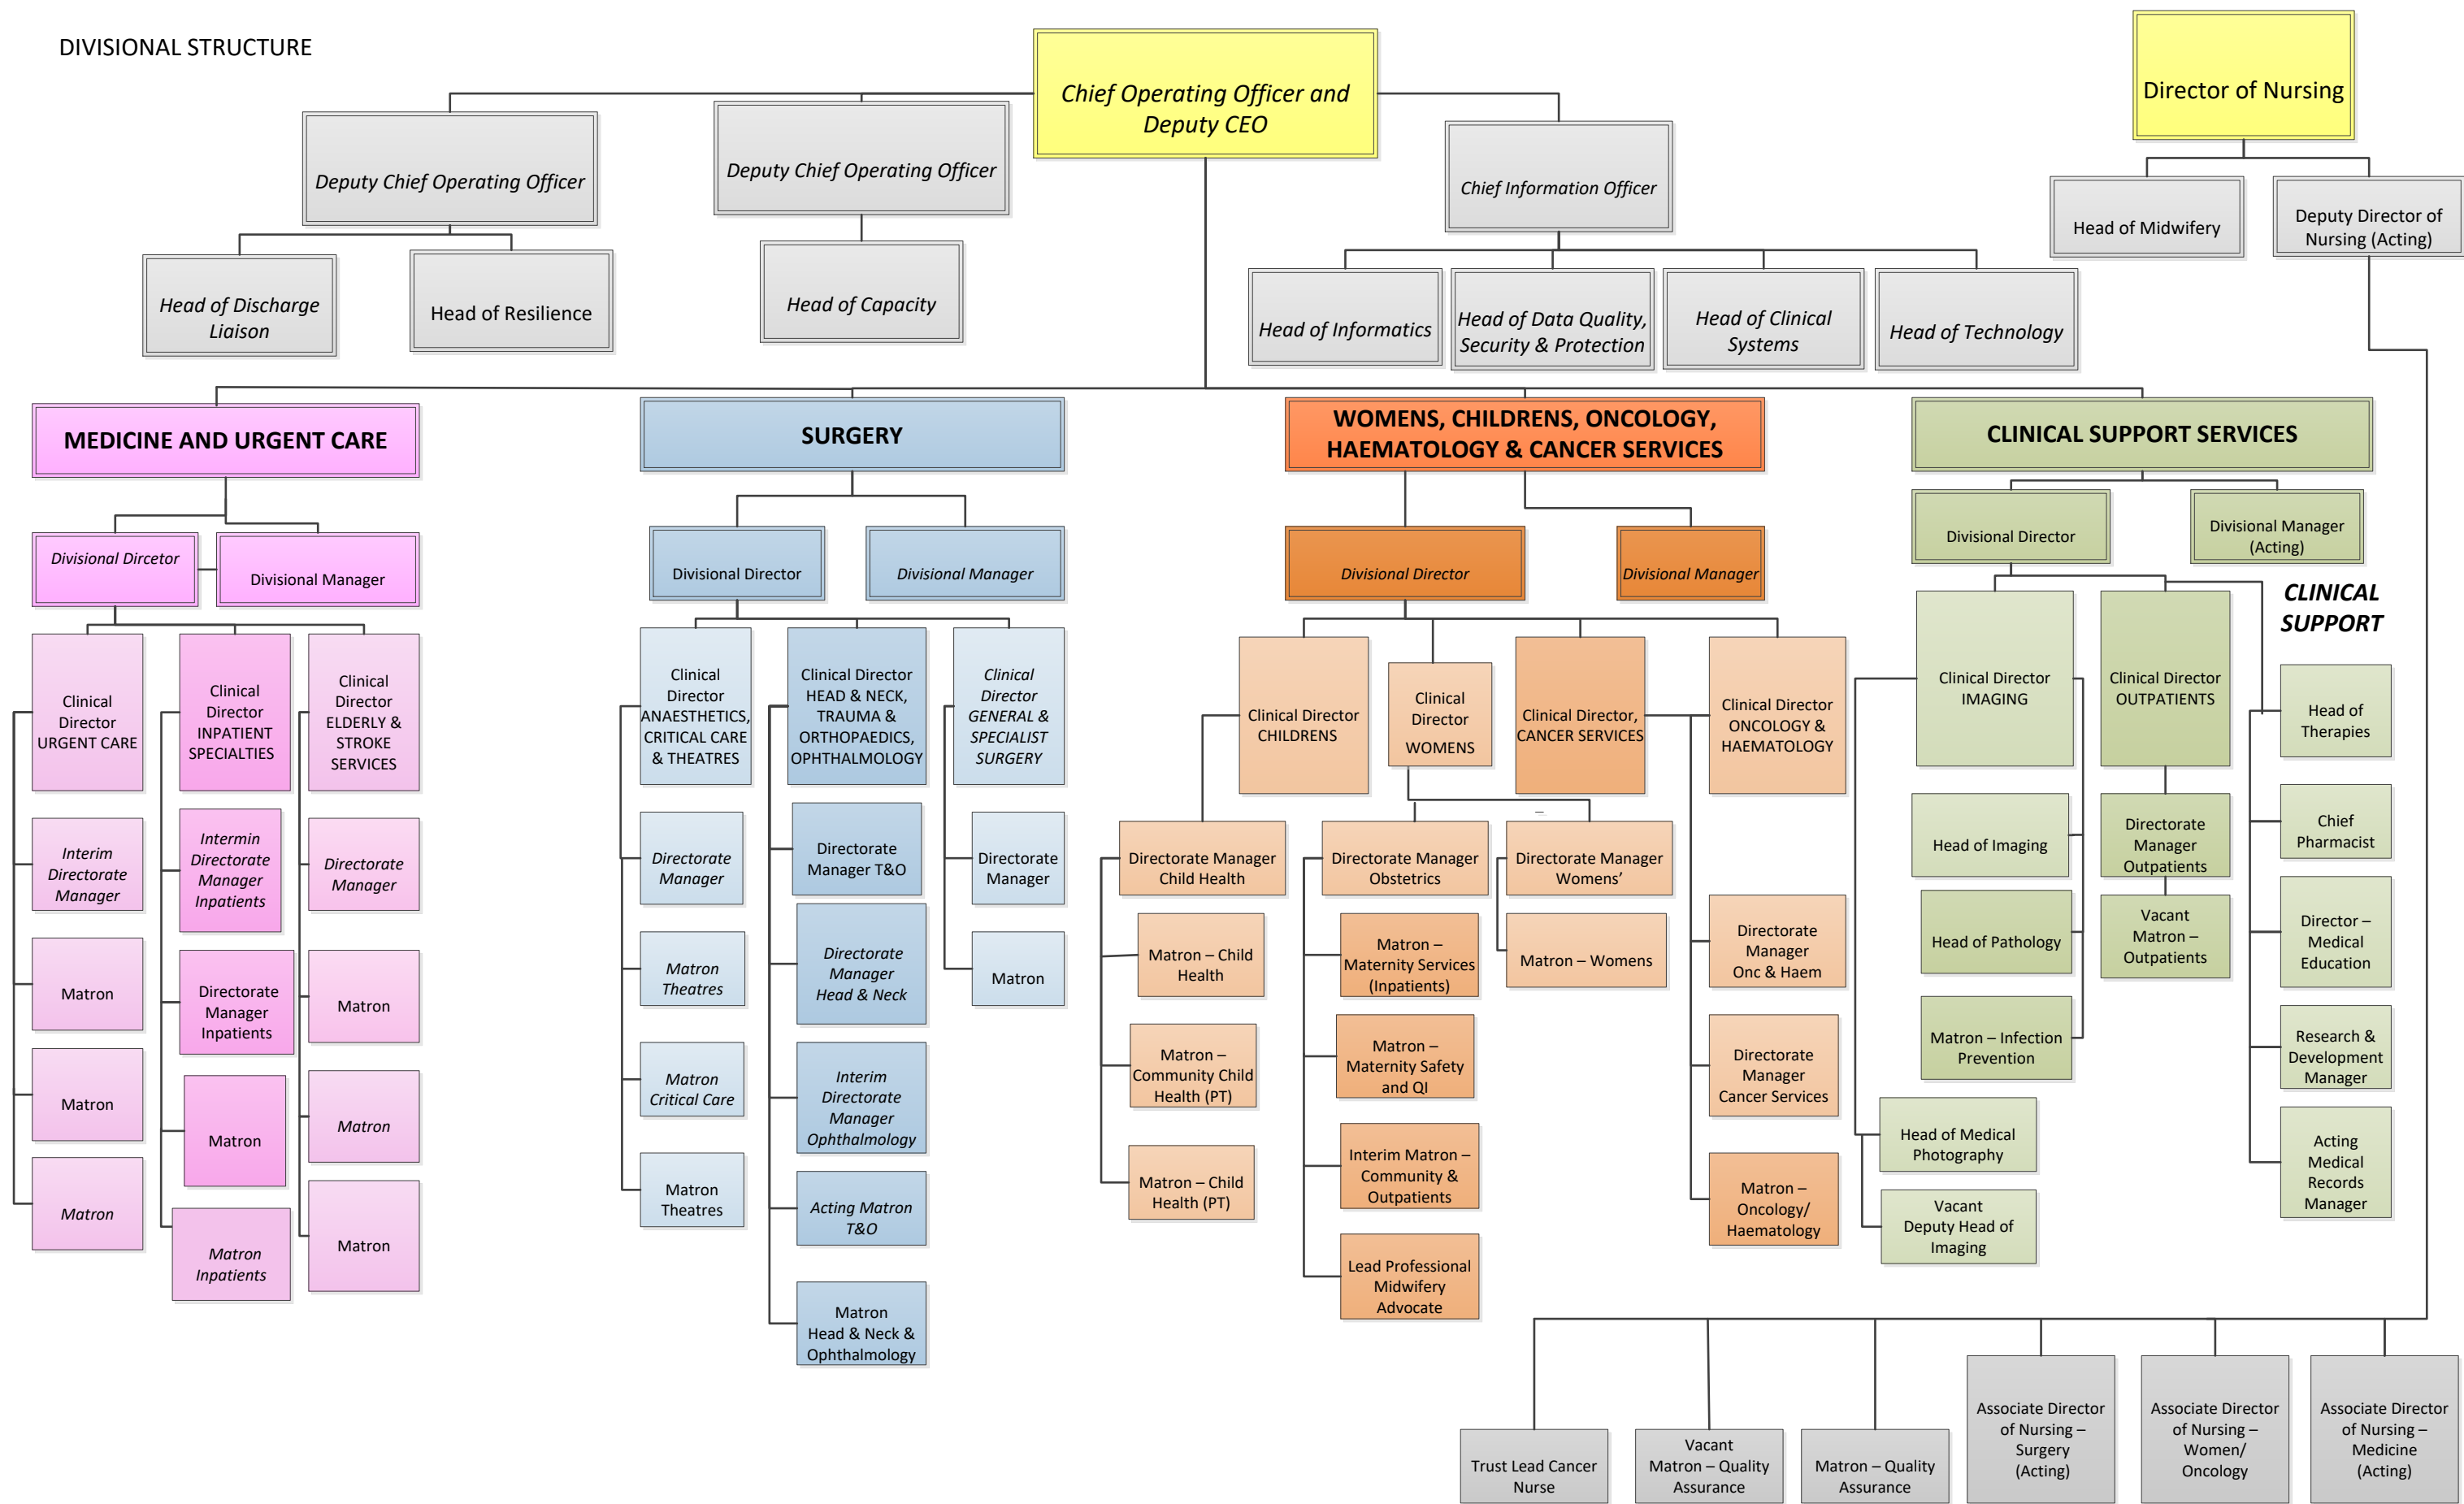 DIVISIONAL STRUCTURE
Chief Operating Officer and
Deputy CEO
Director of Nursing
Deputy Chief Operating Officer
Deputy Chief Operating Officer
Chief Information Officer
Head of Midwifery
Deputy Director of
Nursing (Acting)
Head of Discharge
Liaison
Head of Resilience
Head of Capacity
Head of Informatics
Head of Data Quality,
Security & Protection
Head of Clinical
Systems
Head of Technology
MEDICINE AND URGENT CARE
SURGERY
WOMENS, CHILDRENS, ONCOLOGY,
HAEMATOLOGY & CANCER SERVICES
CLINICAL SUPPORT SERVICES
Divisional Dircetor
Divisional Manager
Divisional Director
Divisional Manager
Divisional Director
Divisional Manager
Divisional Director
Divisional Manager
(Acting)
CLINICAL
SUPPORT
Clinical
Director
URGENT CARE
Interim
Directorate
Manager
Matron
Matron
Matron
Clinical
Director
INPATIENT
SPECIALTIES
Intermin
Directorate
Manager
Inpatients
Directorate
Manager
Inpatients
Matron
Matron
Inpatients
Clinical
Director
ELDERLY &
STROKE
SERVICES
Directorate
Manager
Matron
Matron
Matron
Clinical
Director
ANAESTHETICS,
CRITICAL CARE
& THEATRES
Directorate
Manager
Matron
Theatres
Matron
Critical Care
Matron
Theatres
Clinical Director
HEAD & NECK,
TRAUMA &
ORTHOPAEDICS,
OPHTHALMOLOGY
Directorate
Manager T&O
Directorate
Manager
Head & Neck
Interim
Directorate
Manager
Ophthalmology
Acting Matron
T&O
Matron
Head & Neck &
Ophthalmology
Clinical
Director
GENERAL &
SPECIALIST
SURGERY
Directorate
Manager
Matron
Clinical Director
CHILDRENS
Directorate Manager
Child Health
Matron – Child
Health
Matron –
Community Child
Health (PT)
Matron – Child
Health (PT)
Clinical
Director
WOMENS
Directorate Manager
Obstetrics
Matron –
Maternity Services
(Inpatients)
Matron –
Maternity Safety
and QI
Interim Matron –
Community &
Outpatients
Lead Professional
Midwifery
Advocate
Directorate Manager
Womens’
Matron – Womens
Clinical Director,
CANCER SERVICES
Clinical Director
ONCOLOGY &
HAEMATOLOGY
Directorate
Manager
Onc & Haem
Directorate
Manager
Cancer Services
Matron –
Oncology/
Haematology
Clinical Director
IMAGING
Head of Imaging
Head of Pathology
Matron – Infection
Prevention
Head of Medical
Photography
Vacant
Deputy Head of
Imaging
Clinical Director
OUTPATIENTS
Directorate
Manager
Outpatients
Vacant
Matron –
Outpatients
Head of
Therapies
Chief
Pharmacist
Director –
Medical
Education
Research &
Development
Manager
Acting
Medical
Records
Manager
Trust Lead Cancer
Nurse
Vacant
Matron – Quality
Assurance
Matron – Quality
Assurance
Associate Director
of Nursing –
Surgery
(Acting)
Associate Director
of Nursing –
Women/
Oncology
Associate Director
of Nursing –
Medicine
(Acting)